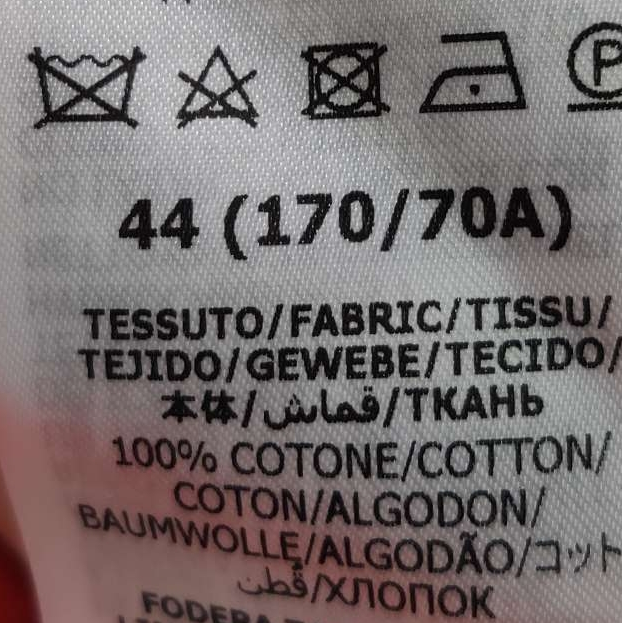 P
44 (170/70A)
TESSUTO/FABRIC/TISSU/
TEJIDO/GEWEBE/TECIDO/
本体/قماش/ТКАНЬ
100% COTONE/COTTON/
COTON/ALGODON/
BAUMWOLLE/ALGODÃO/コット
قطن/ХЛОПОК
FODERA